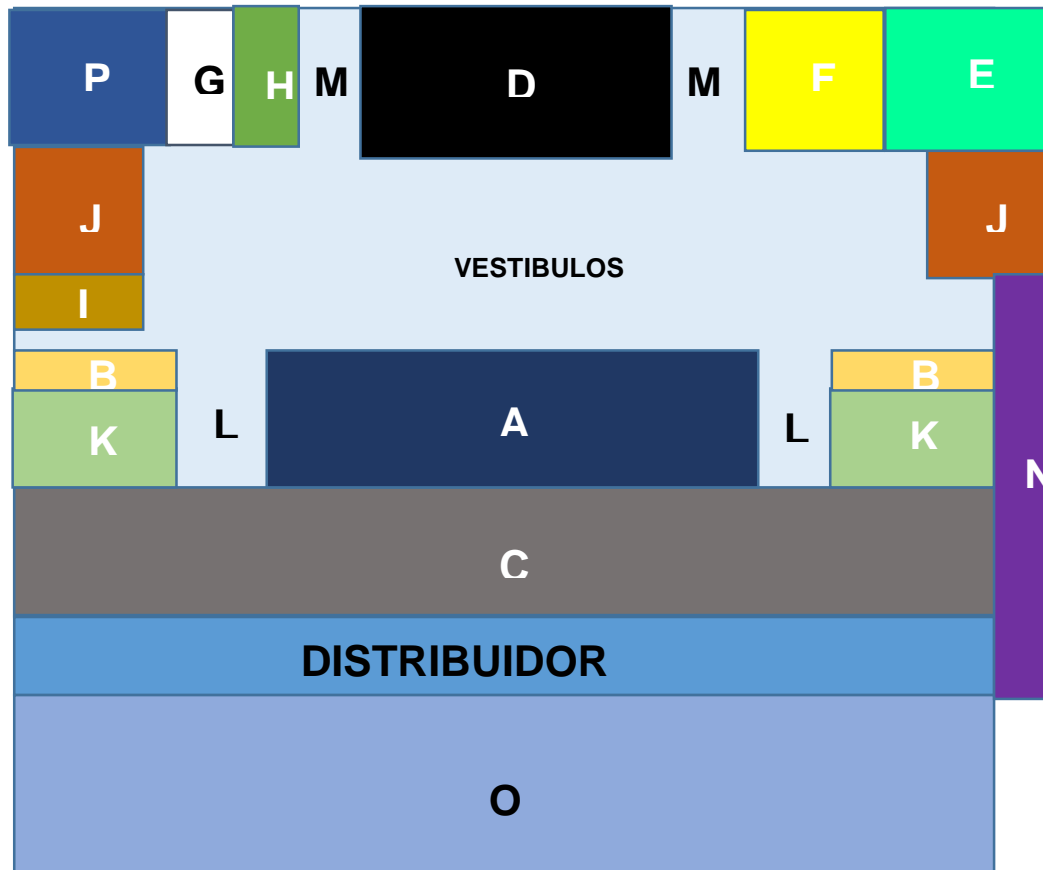 P G H M D M F E
J J
VESTIBULOS
I
B B
K L A L K
N
C
DISTRIBUIDOR
O